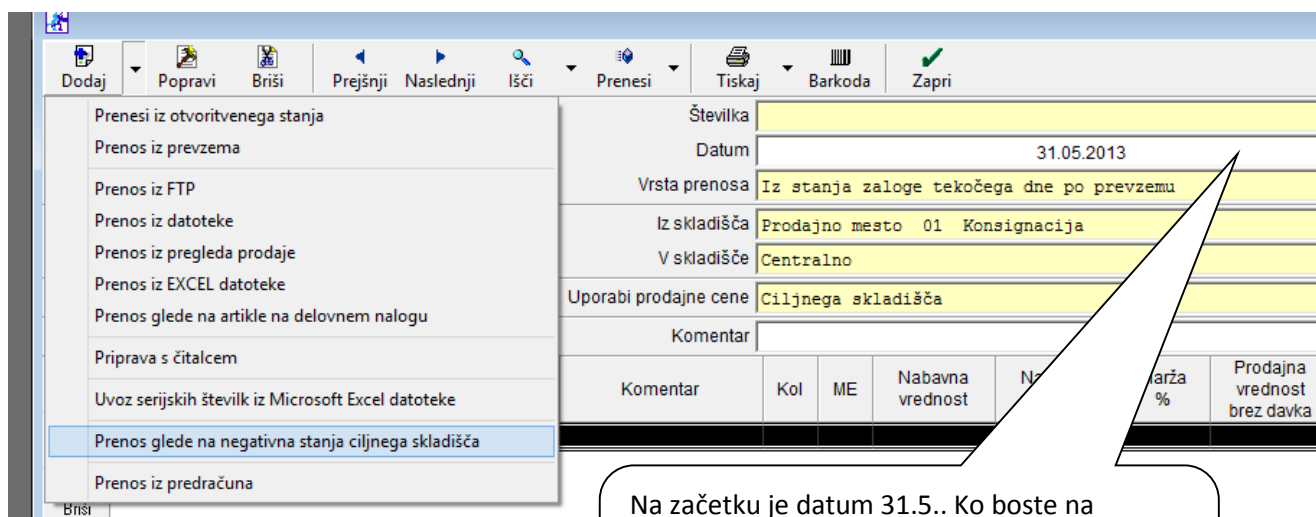 Dodaj Popravi Briši Prejšnji Naslednji Išči Prenesi Tiskaj Barkoda Zapri
Prenesi iz otvoritvenega stanja
Prenos iz prevzema
Prenos iz FTP
Prenos iz datoteke
Prenos iz pregleda prodaje
Prenos iz EXCEL datoteke
Prenos glede na artikle na delovnem nalogu
Priprava s čitalcem
Uvoz serijskih številk iz Microsoft Excel datoteke
Prenos glede na negativna stanja ciljnega skladišča
Prenos iz predračuna
Briši
Številka
Datum 31.05.2013
Vrsta prenosa Iz stanja zaloge tekočega dne po prevzemu
Iz skladišča Prodajno mesto 01 Konsignacija
V skladišče Centralno
Uporabi prodajne cene Ciljnega skladišča
Komentar
Komentar Kol ME Nabavna vrednost % Prodajna vrednost brez davka
Na začetku je datum 31.5.. Ko boste na